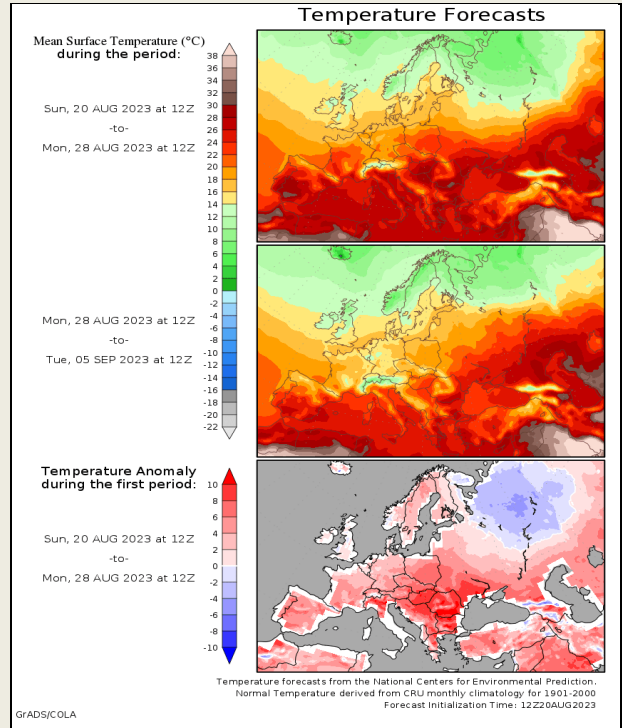 Temperature Forecasts
Mean Surface Temperature (°C)
during the period:
38
36
34
32
30
28
26
24
22
20
18
16
14
12
10
8
6
4
2
0
-2
-4
-6
-8
-10
-12
-14
-16
-18
-20
-22
Sun, 20 AUG 2023 at 12Z
-to-
Mon, 28 AUG 2023 at 12Z
Mon, 28 AUG 2023 at 12Z
-to-
Tue, 05 SEP 2023 at 12Z
Temperature Anomaly
during the first period:
10
8
6
4
2
0
-2
-4
-6
-8
-10
Sun, 20 AUG 2023 at 12Z
-to-
Mon, 28 AUG 2023 at 12Z
Temperature forecasts from the National Centers for Environmental Prediction.
Normal Temperature derived from CRU monthly climatology for 1901-2000
Forecast Initialization Time: 12Z20AUG2023
GrADS/COLA